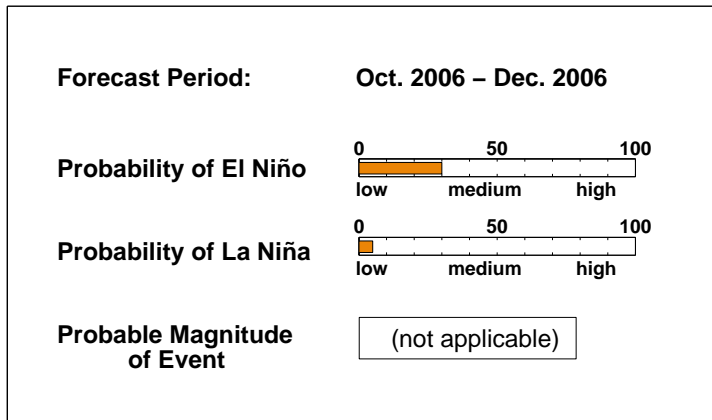 Forecast Period: Oct. 2006 – Dec. 2006
0 50 100
Probability of El Niño
low medium high
0 50 100
Probability of La Niña
low medium high
Probable Magnitude
of Event
(not applicable)